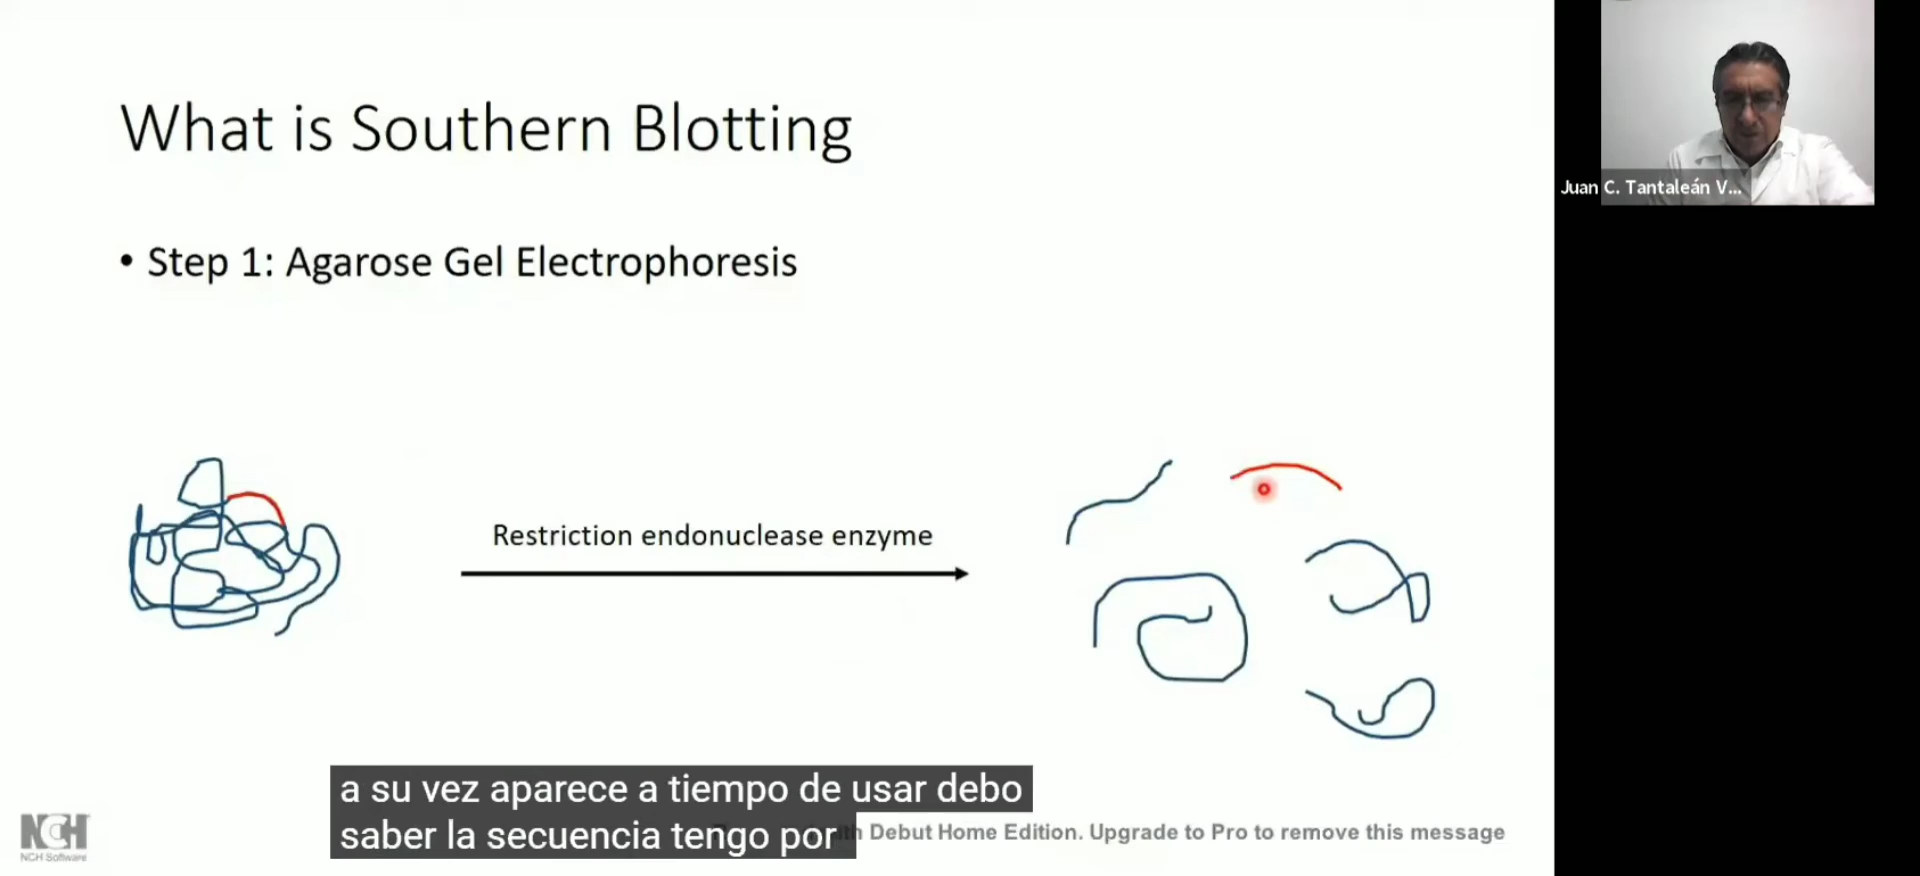 What is Southern Blotting
• Step 1: Agarose Gel Electrophoresis
Restriction endonuclease enzyme
Juan C. Tantaleán V...
a su vez aparece a tiempo de usar debo
saber la secuencia tengo por
Debut Home Edition. Upgrade to Pro to remove this message
NCH
NCH Software